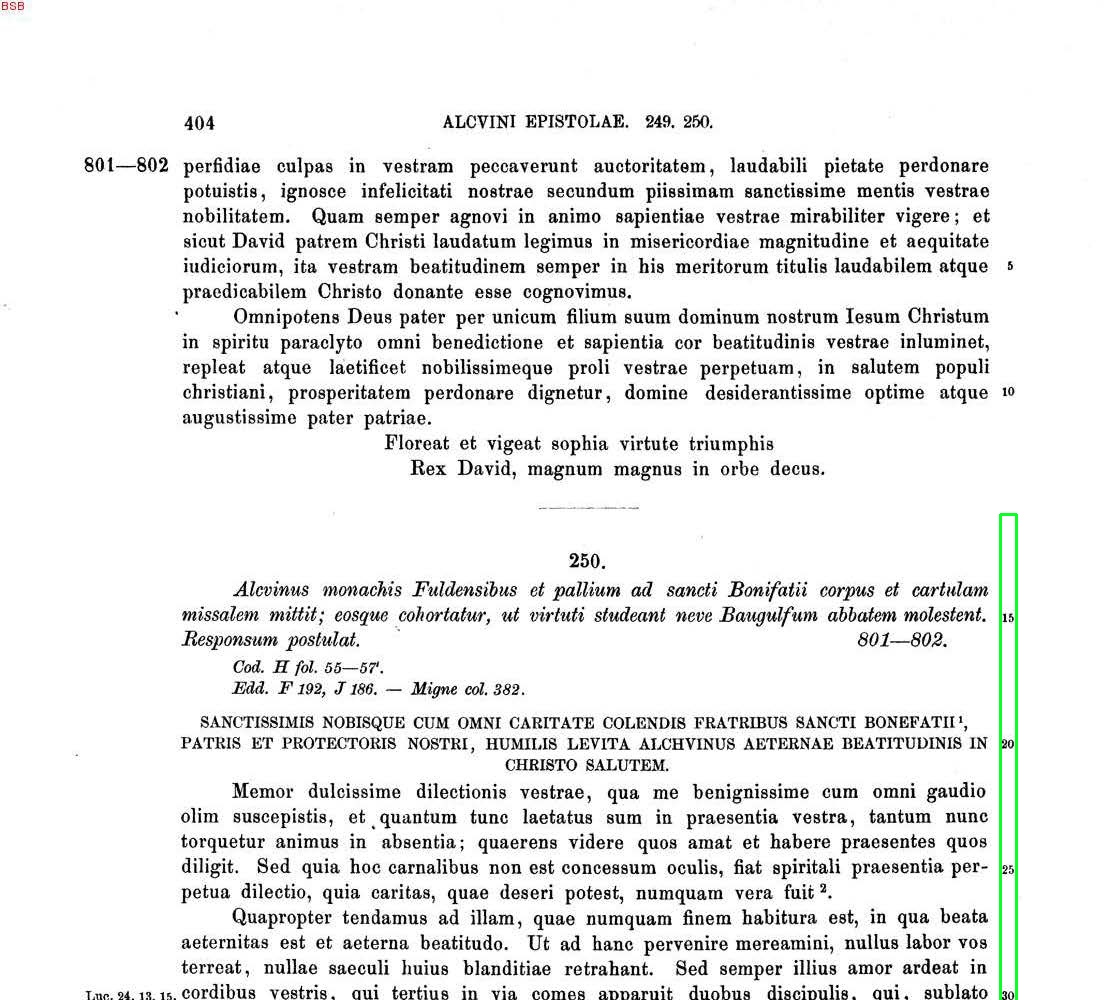 BSB
404 ALCVINI EPISTOLAE. 249. 250.
801—802 perfidiae culpas in vestram peccaverunt auctoritatem, laudabili pietate perdonare
potuistis, ignosce infelicitati nostrae secundum piissimam sanctissime mentis vestrae
nobilitatem. Quam semper agnovi in animo sapientiae vestrae mirabiliter vigere; et
sicut David patrem Christi laudatum legimus in misericordiae magnitudine et aequitate
iudiciorum, ita vestram beatitudinem semper in his meritorum titulis laudabilem atque 5
praedicabilem Christo donante esse cognovimus.
Omnipotens Deus pater per unicum filium suum dominum nostrum Iesum Christum
in spiritu paraclyto omni benedictione et sapientia cor beatitudinis vestrae inluminet,
repleat atque laetificet nobilissimeque proli vestrae perpetuam, in salutem populi
christiani, prosperitatem perdonare dignetur, domine desiderantissime optime atque 10
augustissime pater patriae.
Floreat et vigeat sophia virtute triumphis
Rex David, magnum magnus in orbe decus.
250.
Alcvinus monachis Fuldensibus et pallium ad sancti Bonifatii corpus et cartulam
missalem mittit; eosque cohortatur, ut virtuti studeant neve Baugulfum abbatem molestent. 15
Responsum postulat. 801—802.
Cod. H fol. 55—57'.
Edd. F 192, J 186. — Migne col. 382.
SANCTISSIMIS NOBISQUE CUM OMNI CARITATE COLENDIS FRATRIBUS SANCTI BONEFATII¹,
PATRIS ET PROTECTORIS NOSTRI, HUMILIS LEVITA ALCHVINUS AETERNAE BEATITUDINIS IN 20
CHRISTO SALUTEM.
Memor dulcissime dilectionis vestrae, qua me benignissime cum omni gaudio
olim suscepistis, et quantum tunc laetatus sum in praesentia vestra, tantum nunc
torquetur animus in absentia; quaerens videre quos amat et habere praesentes quos
diligit. Sed quia hoc carnalibus non est concessum oculis, fiat spiritali praesentia per- 25
petua dilectio, quia caritas, quae deseri potest, numquam vera fuit ².
Quapropter tendamus ad illam, quae numquam finem habitura est, in qua beata
aeternitas est et aeterna beatitudo. Ut ad hanc pervenire mereamini, nullus labor vos
terreat, nullae saeculi huius blanditiae retrahant. Sed semper illius amor ardeat in
Luc. 24, 13. 15. cordibus vestris, qui tertius in via comes apparuit duobus discipulis, qui, sublato 30